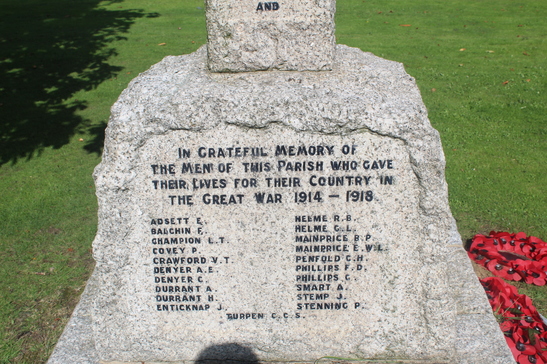 AND
IN GRATEFUL MEMORY OF
THE MEN OF THIS PARISH WHO GAVE
THEIR LIVES FOR THEIR COUNTRY IN
THE GREAT WAR 1914 – 1918.
ADSETT E.
BALCHIN F.
CHAMPION L.T.
COVEY P.
CRAWFORD V.T.
DENYER A.E.
DENYER C.
DURRANT A.
DURRANT H.
ENTICKNAP J.
HELME R.B.
HELME G.L.
MAINPRICE B.P.
MAINPRICE E.W.L.
PENFOLD C.H.
PHILLIPS F.D.
PHILLIPS G.
SMART A.
STEMP J.
STENNING P.
TURPEN C.C.S.